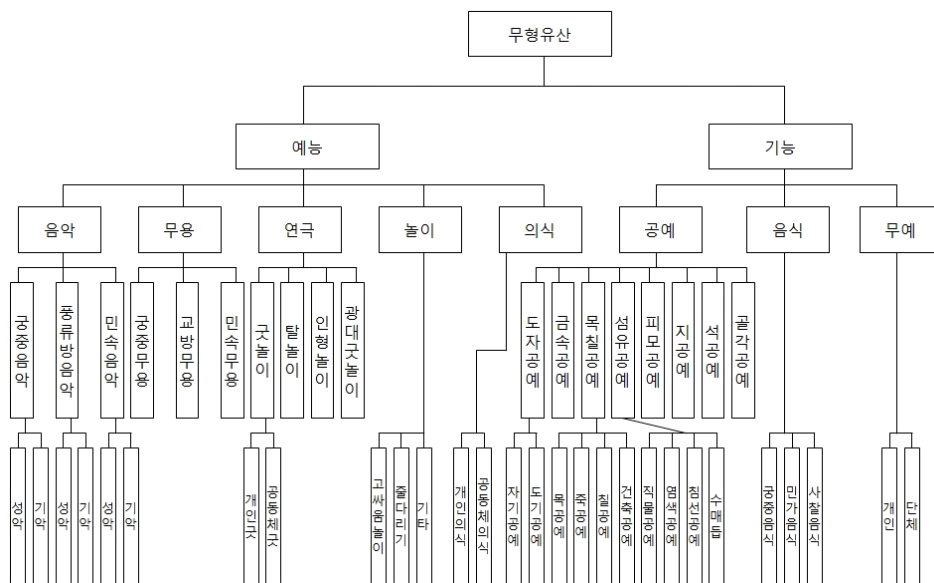 무형유산
예능
기능
음악
무용
연극
놀이
의식
공예
음식
무예
궁중음악
풍류방음악
민속음악
궁중무용
교방무용
민속무용
굿놀이
탈놀이
인형놀이
광대굿놀이
도자공예
금속공예
목칠공예
섬유공예
피모공예
지공예
석공예
골각공예
성악
기악
성악
기악
성악
기악
개인굿
공동체굿
고싸움놀이
줄다리기
기타
개인의식
공동체의식
자기공예
도기공예
목공예
죽공예
칠공예
건축공예
직물공예
염색공예
침선공예
수매듭
궁중음식
민가음식
사찰음식
개인
단체